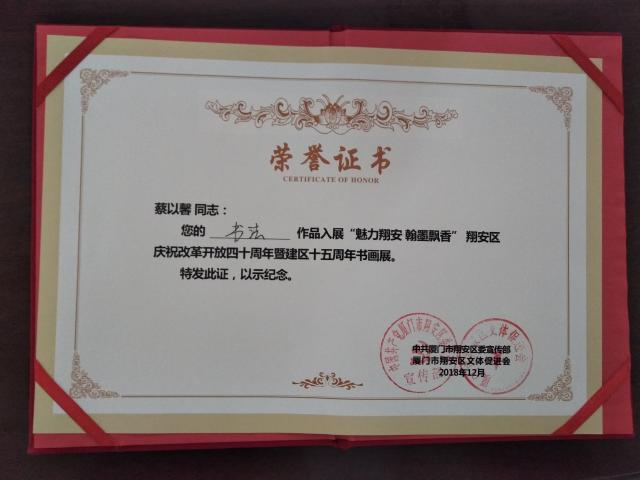 荣誉证书
CERTIFICATE OF HONOR
蔡以馨 同志：
您的 书法 作品入展“魅力翔安 翰墨飘香” 翔安区
庆祝改革开放四十周年暨建区十五周年书画展。
特发此证，以示纪念。
中共厦门市翔安区委宣传部
厦门市翔安区文体促进会
2018年12月
宣传部